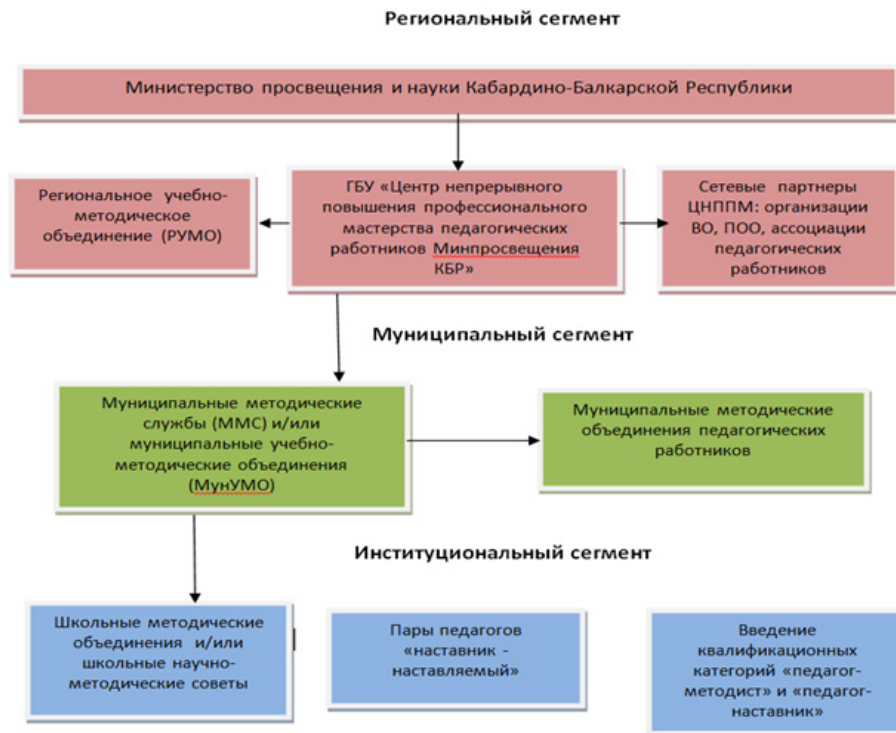 Региональный сегмент
Министерство просвещения и науки Кабардино-Балкарской Республики
Региональное учебно-
методическое
объединение (РУМО)
ГБУ «Центр непрерывного
повышения профессионального
мастерства педагогических
работников Минпросвещения
КБР»
Сетевые партнеры
ЦНППМ: организации
ВО, ПОО, ассоциации
педагогических
работников
Муниципальный сегмент
Муниципальные методические
службы (ММС) и/или
муниципальные учебно-
методические объединения
(МунУМО)
Муниципальные методические
объединения педагогических
работников
Институциональный сегмент
Школьные методические
объединения и/или
школьные научно-
методические советы
Пары педагогов
«наставник -
наставляемый»
Введение
квалификационных
категорий «педагог-
методист» и «педагог-
наставник»